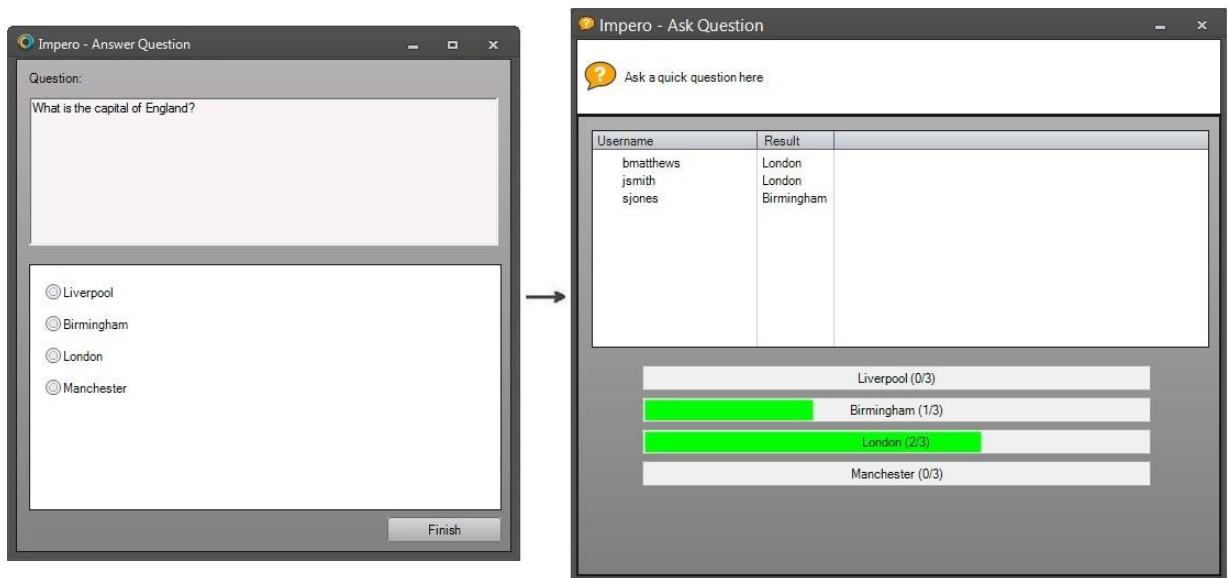 Impero - Answer Question
Question:
What is the capital of England?
Liverpool
Birmingham
London
Manchester
Finish
Impero - Ask Question
Ask a quick question here
Username Result
bmatthews London
jsmith London
sjones Birmingham
Liverpool (0/3)
Birmingham (1/3)
London (2/3)
Manchester (0/3)